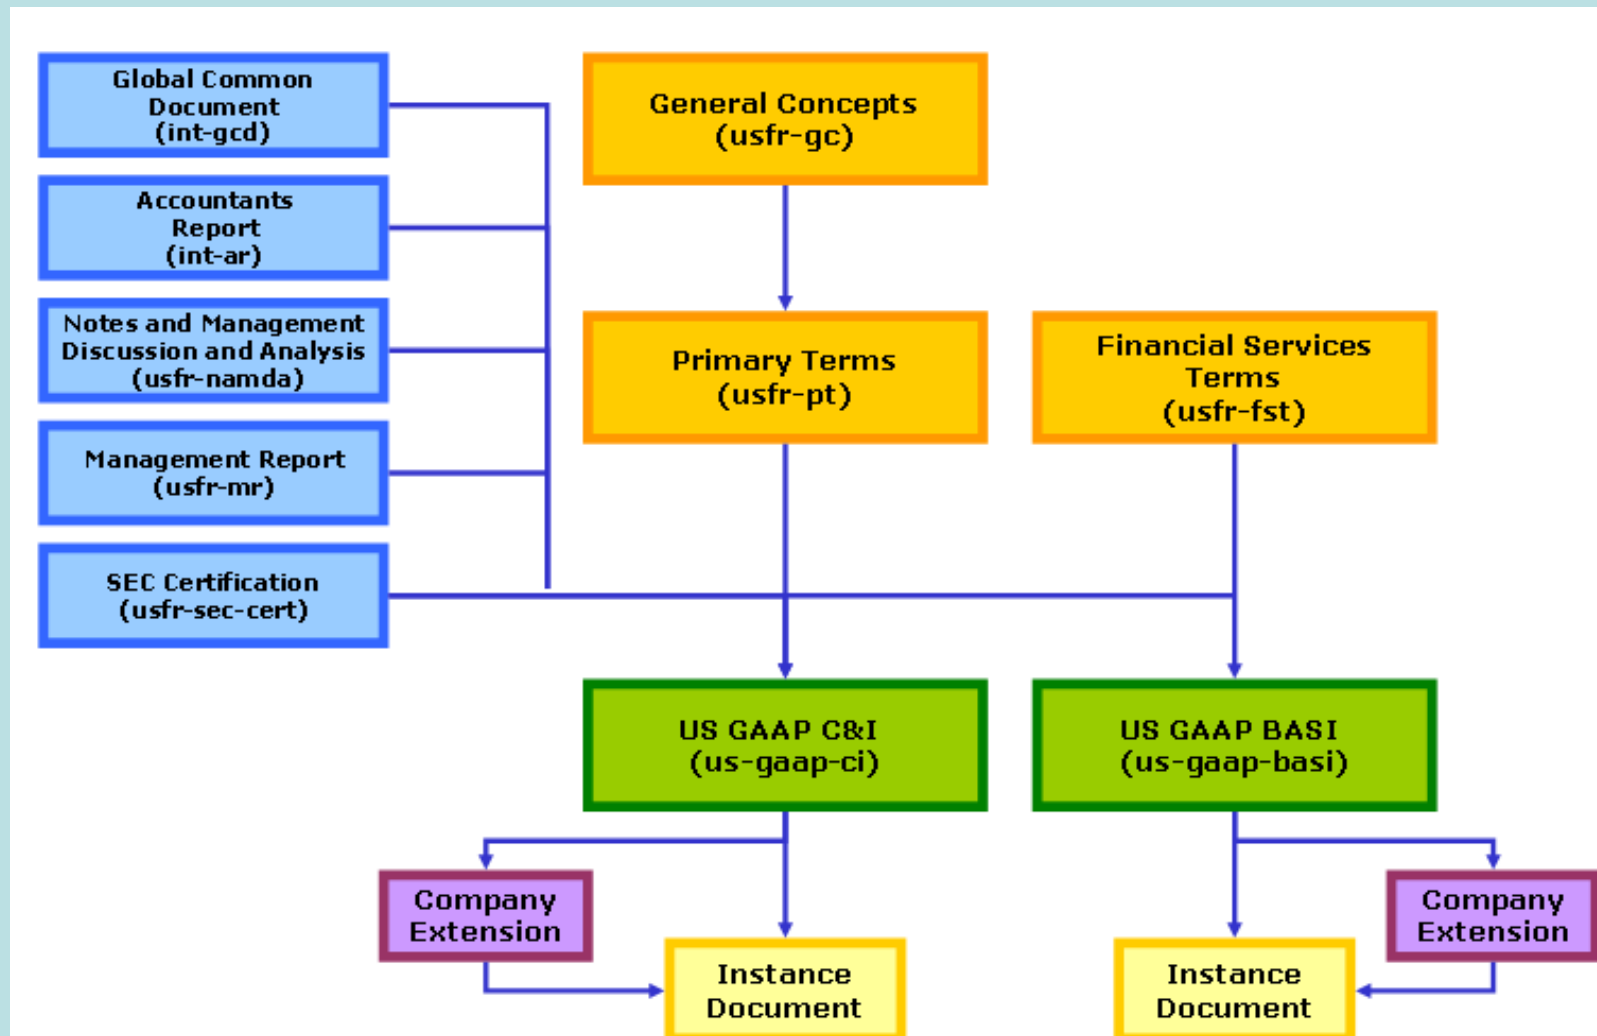 Global Common
Document
(int-gcd)
General Concepts
(usfr-gc)
Accountants
Report
(int-ar)
Notes and Management
Discussion and Analysis
(usfr-namda)
Primary Terms
(usfr-pt)
Financial Services
Terms
(usfr-fst)
Management Report
(usfr-mr)
SEC Certification
(usfr-sec-cert)
US GAAP C&I
(us-gaap-ci)
US GAAP BASI
(us-gaap-basi)
Company
Extension
Instance
Document
Instance
Document
Company
Extension